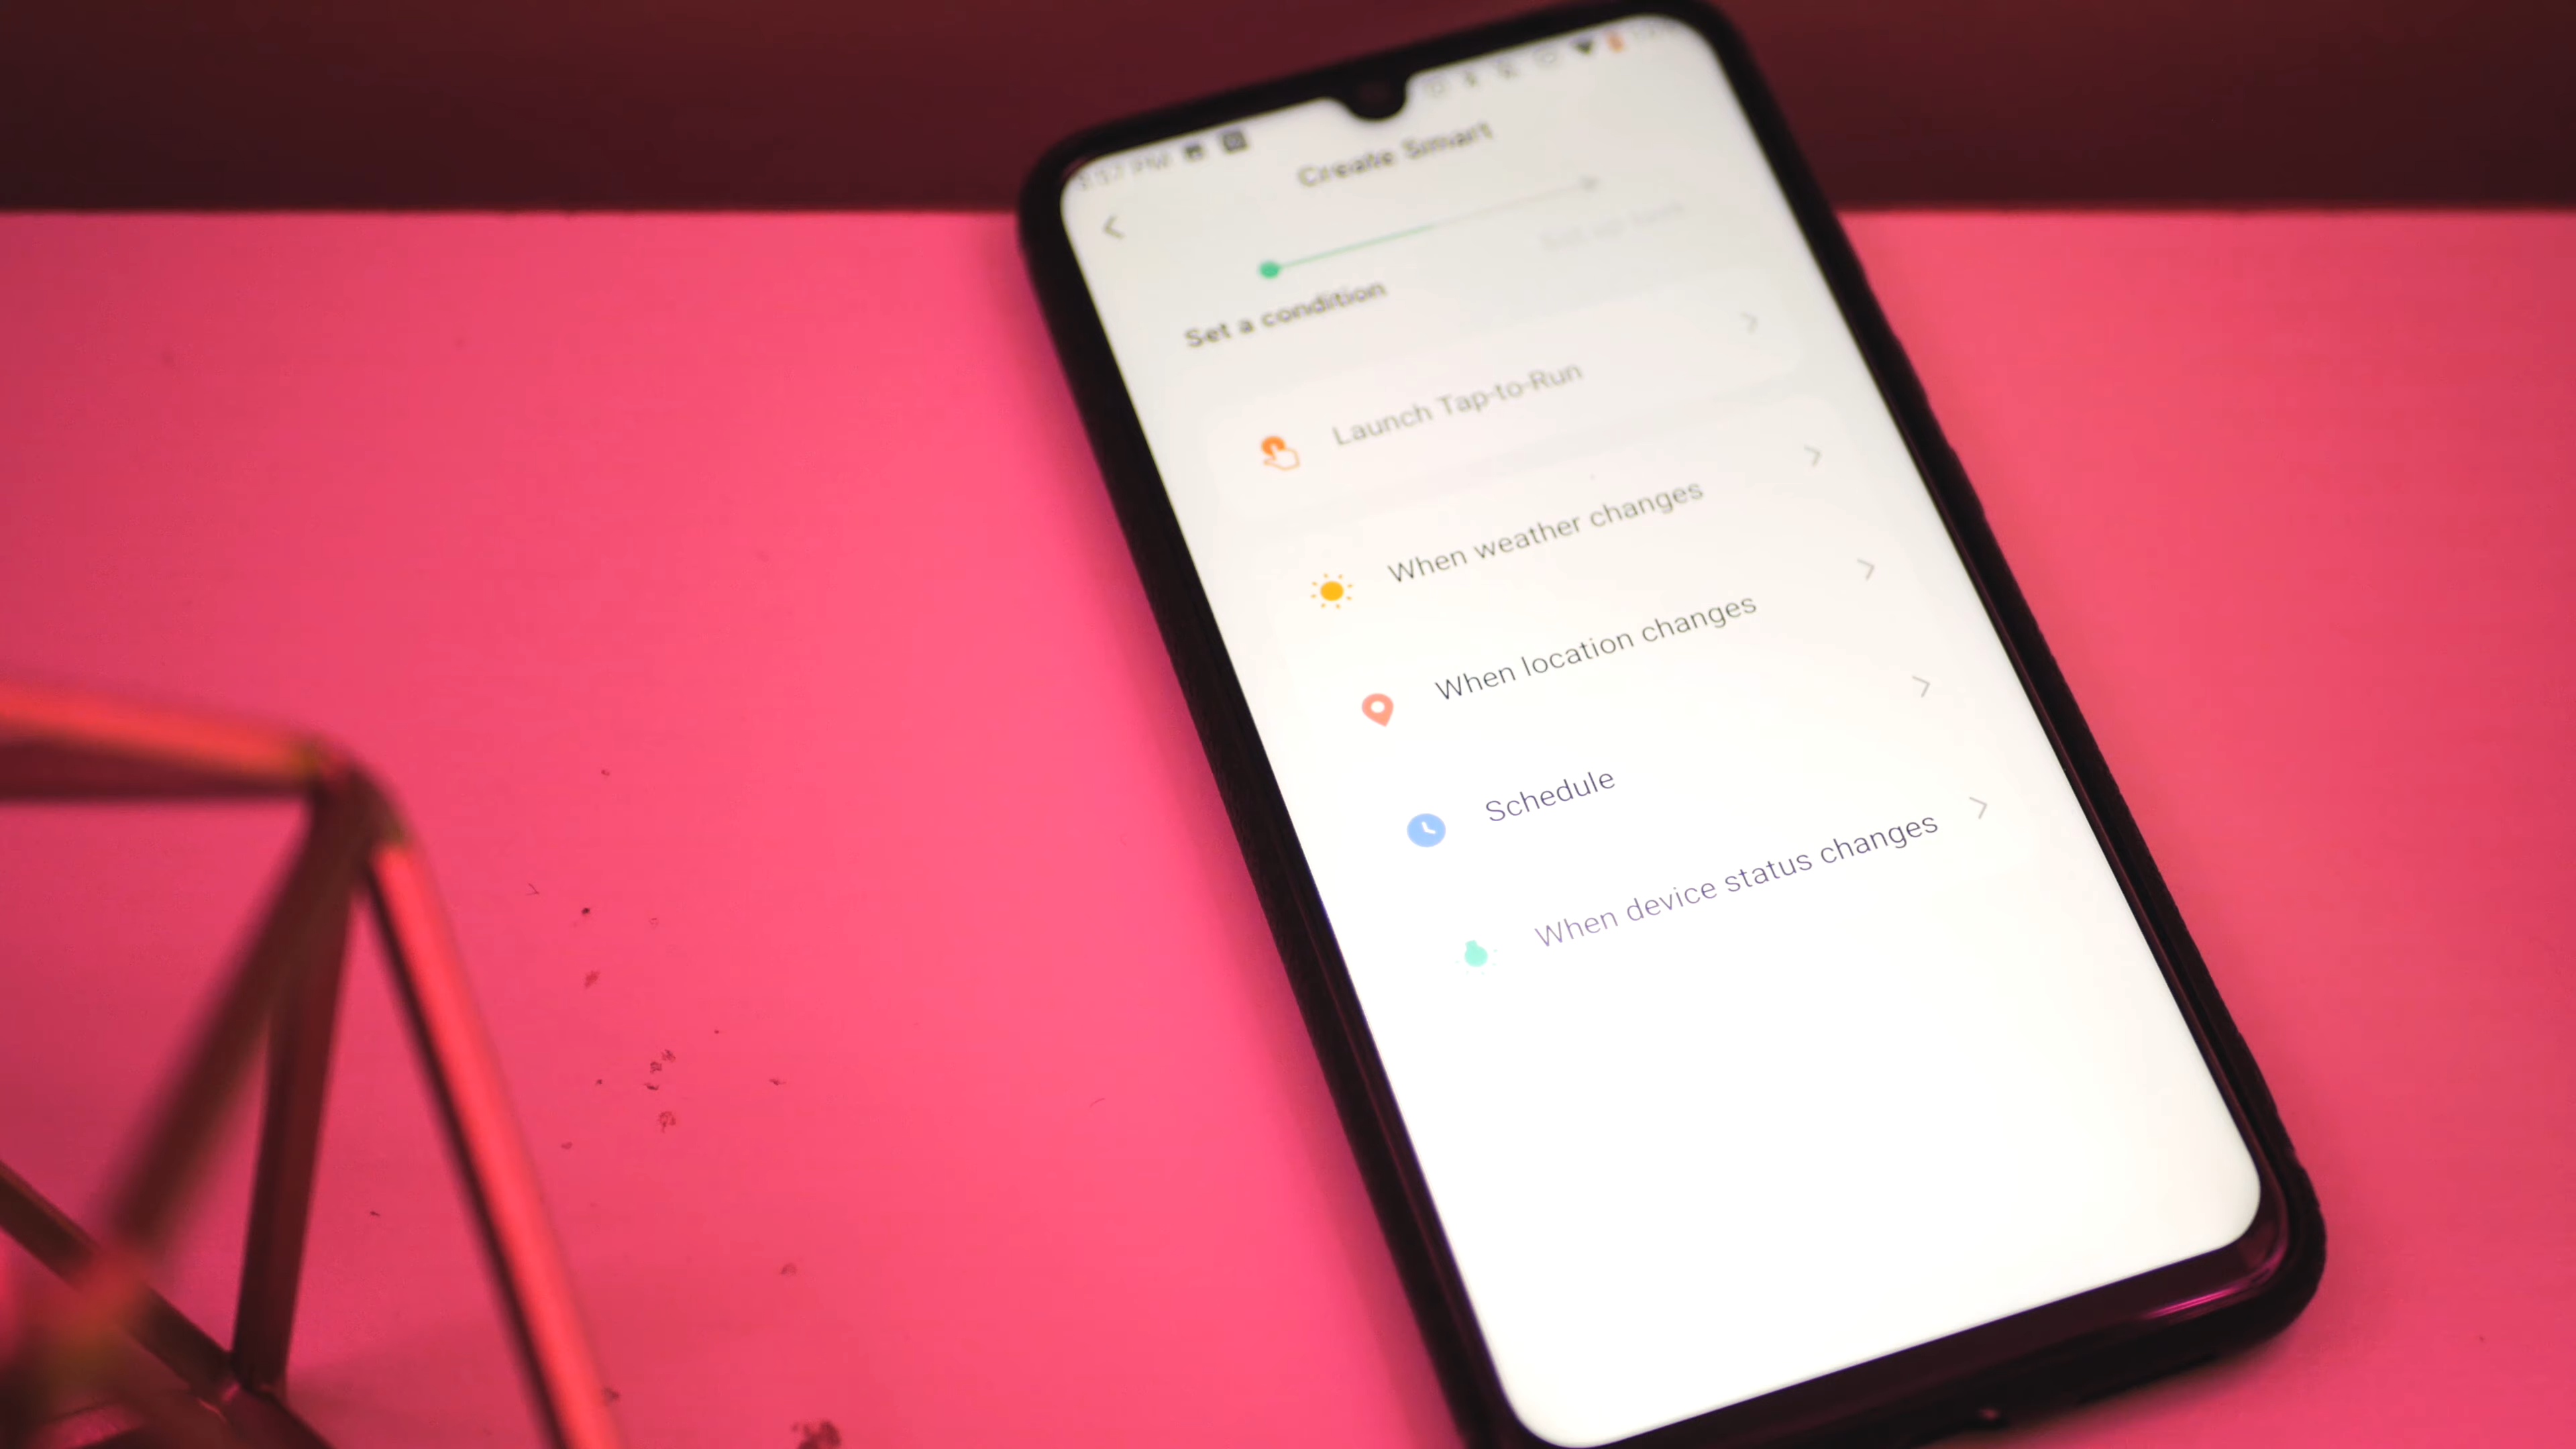 PM
Create Smart
Set a condition
Launch Tap-to-Run
When weather changes
When location changes
Schedule
When device status changes